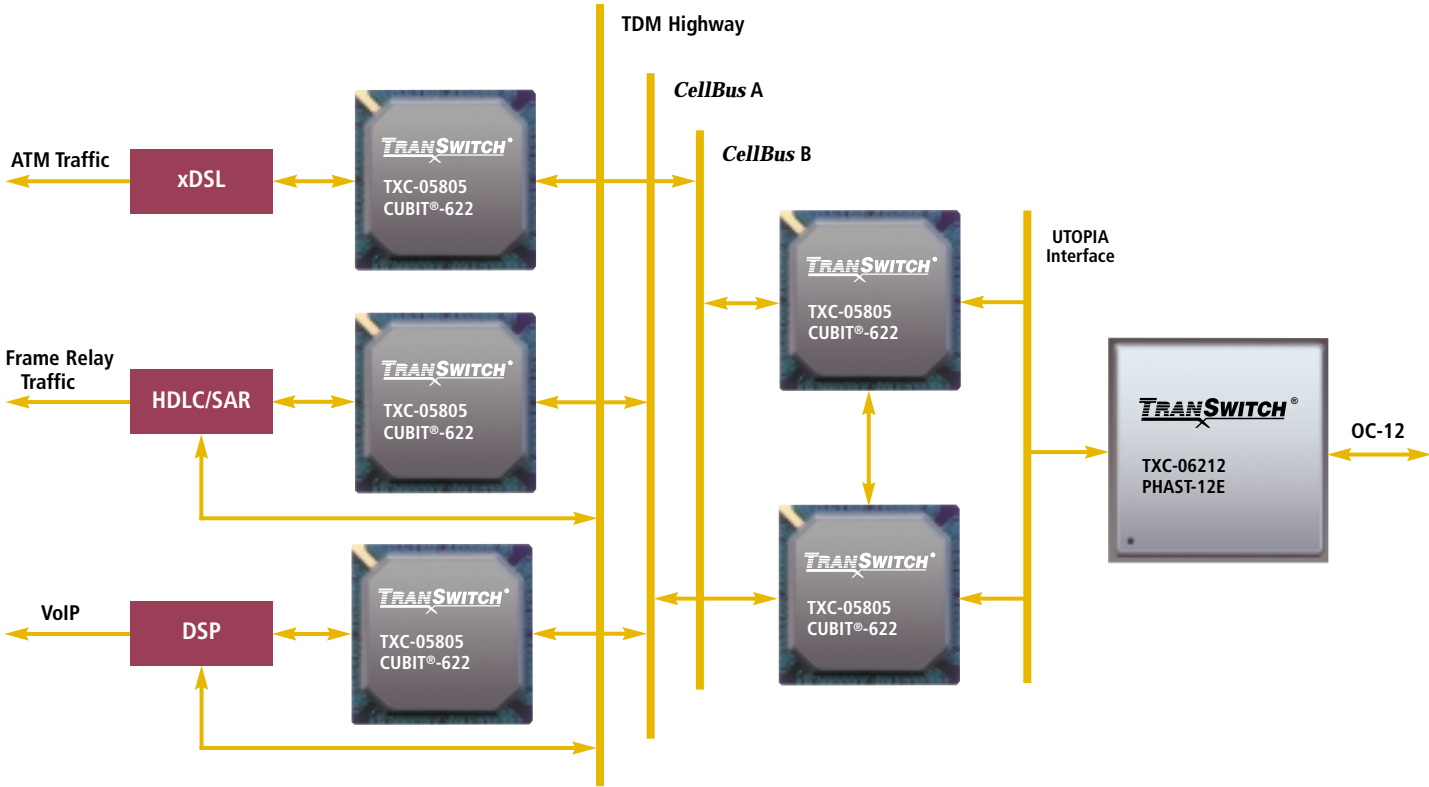 TDM Highway
CellBus A
CellBus B
ATM Traffic
xDSL
TRANSWITCH®
TXC-05805
CUBIT®-622
Frame Relay
Traffic
HDLC/SAR
TRANSWITCH®
TXC-05805
CUBIT®-622
VoIP
DSP
TRANSWITCH®
TXC-05805
CUBIT®-622
TRANSWITCH®
TXC-05805
CUBIT®-622
TRANSWITCH®
TXC-05805
CUBIT®-622
UTOPIA
Interface
TRANSWITCH®
TXC-06212
PHAST-12E
OC-12